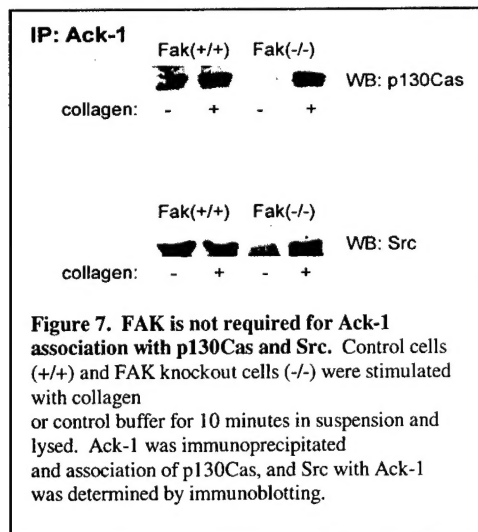 IP: Ack-1
Fak(+/+) Fak(-/-)
WB: p130Cas
collagen: - + - +
Fak(+/+) Fak(-/-)
WB: Src
collagen: - + - +
Figure 7. FAK is not required for Ack-1
association with p130Cas and Src. Control cells
(+/+) and FAK knockout cells (-/-) were stimulated
with collagen
or control buffer for 10 minutes in suspension and
lysed. Ack-1 was immunoprecipitated
and association of p130Cas, and Src with Ack-1
was determined by immunoblotting.